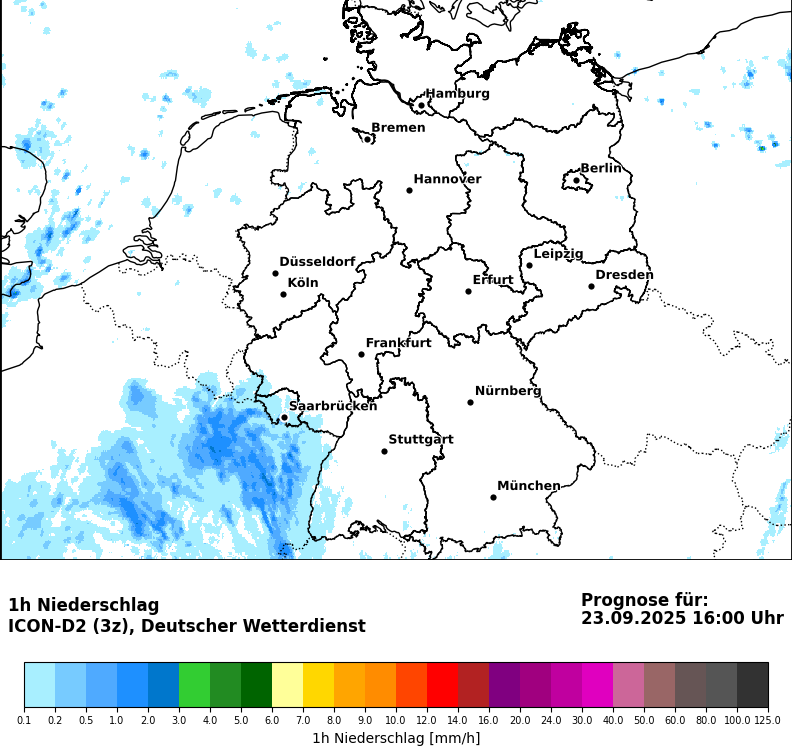 Hamburg
Bremen
Berlin
Hannover
Düsseldorf
Leipzig
Köln
Erfurt
Dresden
Frankfurt
Nürnberg
Saarbrücken
Stuttgart
München
1h Niederschlag
ICON-D2 (3z), Deutscher Wetterdienst
Prognose für:
23.09.2025 16:00 Uhr
0.1 0.2 0.5 1.0 2.0 3.0 4.0 5.0 6.0 7.0 8.0 9.0 10.0 12.0 14.0 16.0 20.0 24.0 30.0 40.0 50.0 60.0 80.0 100.0 125.0
1h Niederschlag [mm/h]